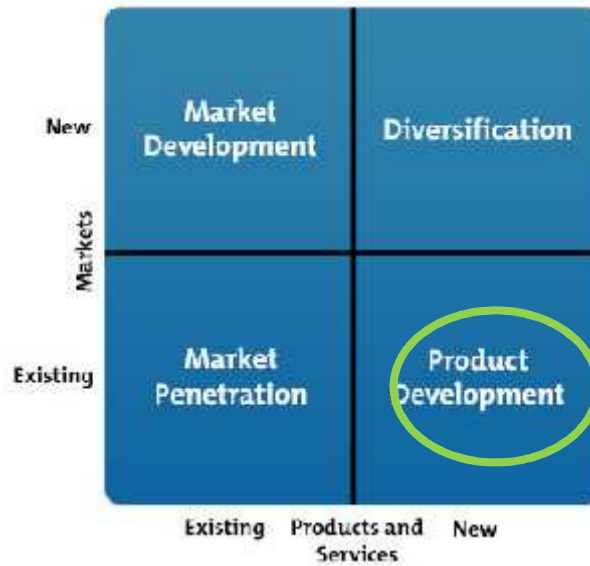 New
Market
Development
Diversification
Markets
Existing
Market
Penetration
Product
Development
Existing
Products and
Services
New